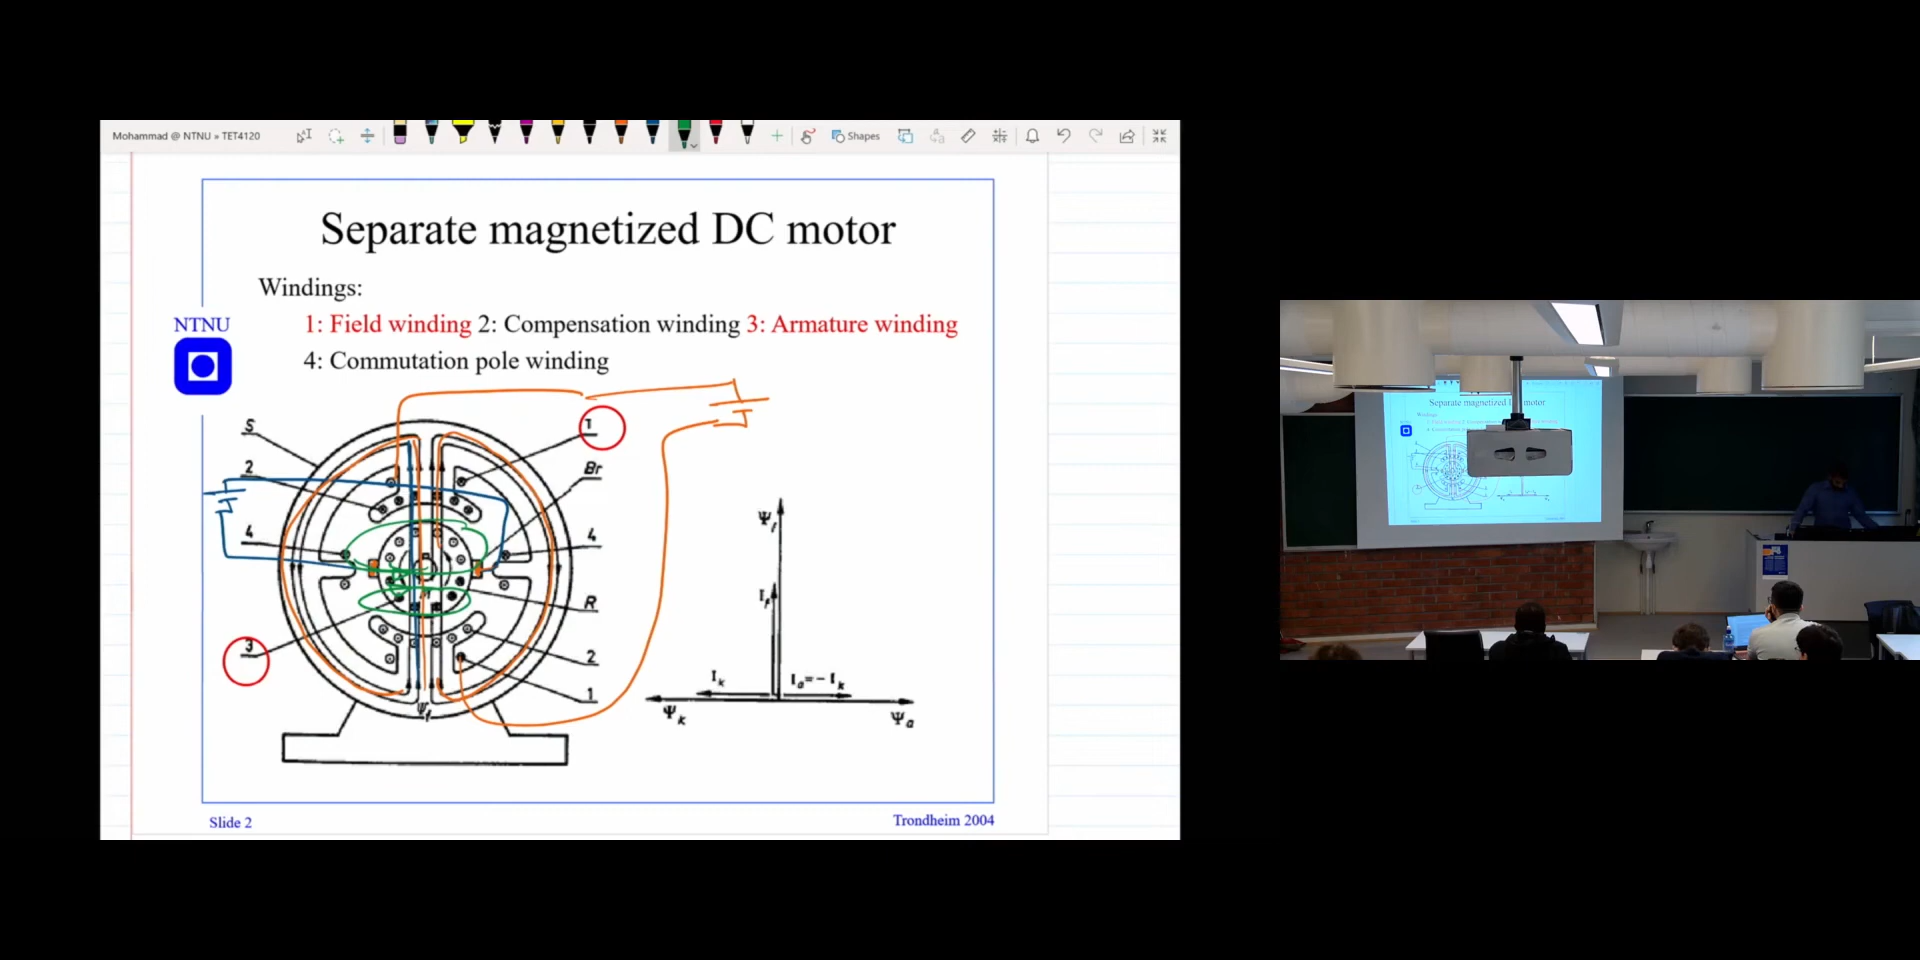 Mohammad @ NTNU » TET4120
Shapes
Separate magnetized DC motor
Windings:
NTNU
1: Field winding 2: Compensation winding 3: Armature winding
4: Commutation pole winding
S
1
2
Br
4
4
R
3
2
1
Ψf
Ψf
If
Ik
Ia=-Ik
Ψk
Ψa
Slide 2
Trondheim 2004